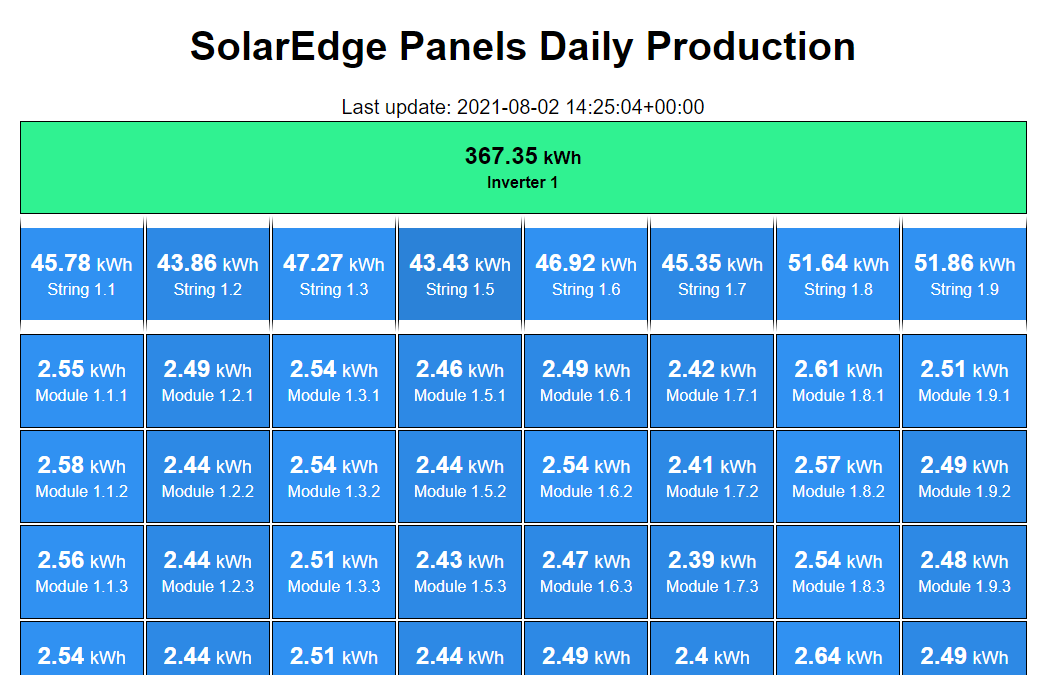 SolarEdge Panels Daily Production
Last update: 2021-08-02 14:25:04+00:00
367.35 kWh
Inverter 1
45.78 kWh 43.86 kWh 47.27 kWh 43.43 kWh 46.92 kWh 45.35 kWh 51.64 kWh 51.86 kWh
String 1.1 String 1.2 String 1.3 String 1.5 String 1.6 String 1.7 String 1.8 String 1.9
2.55 kWh 2.49 kWh 2.54 kWh 2.46 kWh 2.49 kWh 2.42 kWh 2.61 kWh 2.51 kWh
Module 1.1.1 Module 1.2.1 Module 1.3.1 Module 1.5.1 Module 1.6.1 Module 1.7.1 Module 1.8.1 Module 1.9.1
2.58 kWh 2.44 kWh 2.54 kWh 2.44 kWh 2.54 kWh 2.41 kWh 2.57 kWh 2.49 kWh
Module 1.1.2 Module 1.2.2 Module 1.3.2 Module 1.5.2 Module 1.6.2 Module 1.7.2 Module 1.8.2 Module 1.9.2
2.56 kWh 2.44 kWh 2.51 kWh 2.43 kWh 2.47 kWh 2.39 kWh 2.54 kWh 2.48 kWh
Module 1.1.3 Module 1.2.3 Module 1.3.3 Module 1.5.3 Module 1.6.3 Module 1.7.3 Module 1.8.3 Module 1.9.3
2.54 kWh 2.44 kWh 2.51 kWh 2.44 kWh 2.49 kWh 2.4 kWh 2.64 kWh 2.49 kWh